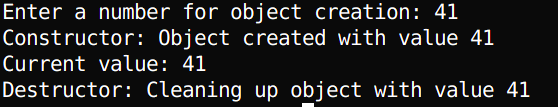 Enter a number for object creation: 41
Constructor: Object created with value 41
Current value: 41
Destructor: Cleaning up object with value 41